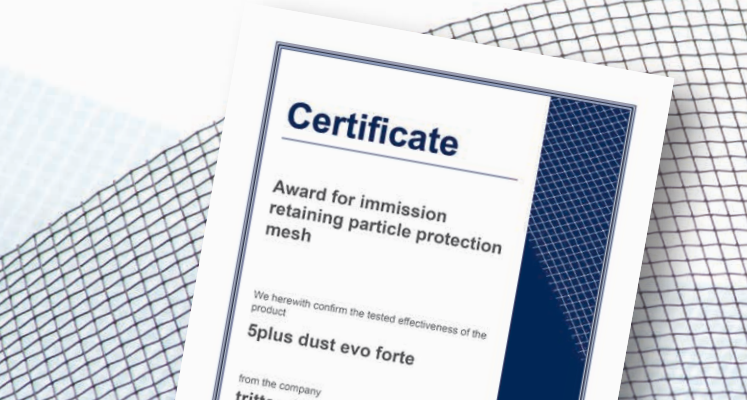 Certificate
Award for immission
retaining particle protection
mesh
We herewith confirm the tested effectiveness of the
product
5plus dust evo forte
from the company